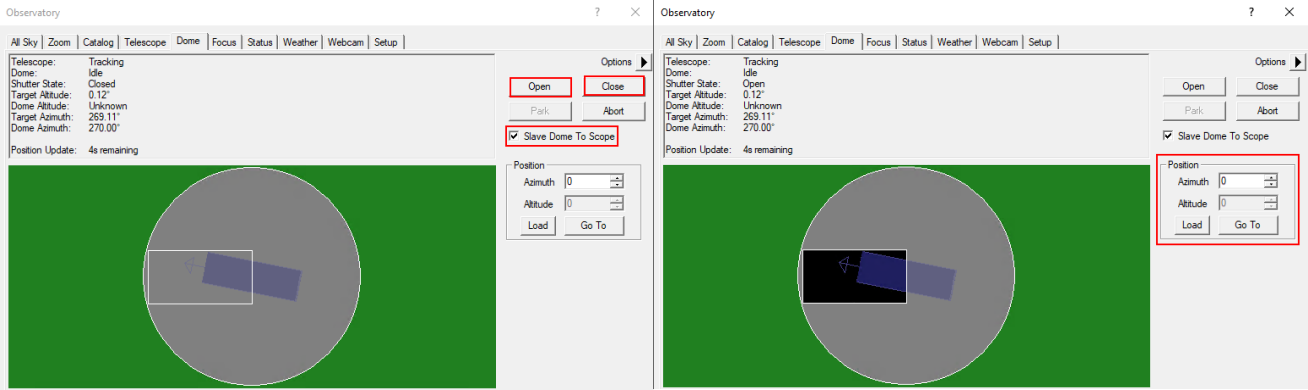 Observatory ? ×
All Sky Zoom Catalog Telescope Dome Focus Status Weather Webcam Setup
Telescope: Tracking
Dome: Idle
Shutter State: Closed
Target Altitude: 0.12°
Dome Altitude: Unknown
Target Azimuth: 269.11°
Dome Azimuth: 270.00°
Position Update: 4s remaining
Options
Open Close
Park Abort
Slave Dome To Scope
Position
Azimuth 0
Altitude 0
Load Go To
Observatory ? ×
All Sky Zoom Catalog Telescope Dome Focus Status Weather Webcam Setup
Telescope: Tracking
Dome: Idle
Shutter State: Open
Target Altitude: 0.12°
Dome Altitude: Unknown
Target Azimuth: 269.11°
Dome Azimuth: 270.00°
Position Update: 4s remaining
Options
Open Close
Park Abort
Slave Dome To Scope
Position
Azimuth 0
Altitude 0
Load Go To